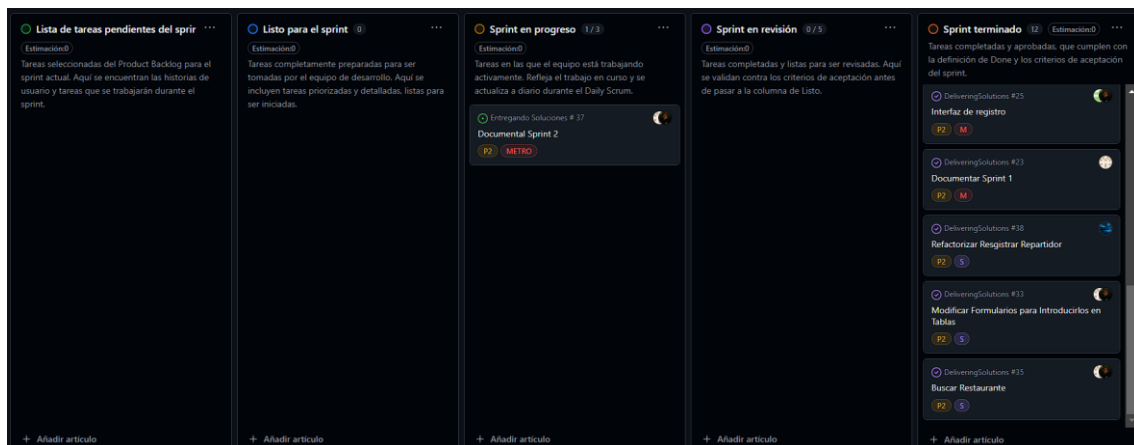 Lista de tareas pendientes del sprir
Estimación:0
Tareas seleccionadas del Product Backlog para el
sprint actual. Aquí se encuentran las historias de
usuario y tareas que se trabajarán durante el
sprint.
+ Añadir artículo
Listo para el sprint 0
Estimación:0
Tareas completamente preparadas para ser
tomadas por el equipo de desarrollo. Aquí se
incluyen tareas priorizadas y detalladas, listas para
ser iniciadas.
+ Añadir artículo
Sprint en progreso 1 / 3
Estimación:0
Tareas en las que el equipo está trabajando
activamente. Refleja el trabajo en curso y se
actualiza a diario durante el Daily Scrum.
Entregando Soluciones # 37
Documental Sprint 2
P2 METRO
+ Añadir artículo
Sprint en revisión 0 / 5
Estimación:0
Tareas completadas y listas para ser revisadas. Aquí
se validan contra los criterios de aceptación antes
de pasar a la columna de Listo.
+ Añadir artículo
Sprint terminado 12 Estimación:0
Tareas completadas y aprobadas, que cumplen con
la definición de Done y los criterios de aceptación
del sprint.
DeliveringSolutions #25
Interfaz de registro
P2 M
DeliveringSolutions #23
Documentar Sprint 1
P2 M
DeliveringSolutions #38
Refactorizar Resgistrar Repartidor
P2 S
DeliveringSolutions #33
Modificar Formularios para Introducirlos en
Tablas
P2 S
DeliveringSolutions #35
Buscar Restaurante
P2 S
+ Añadir artículo